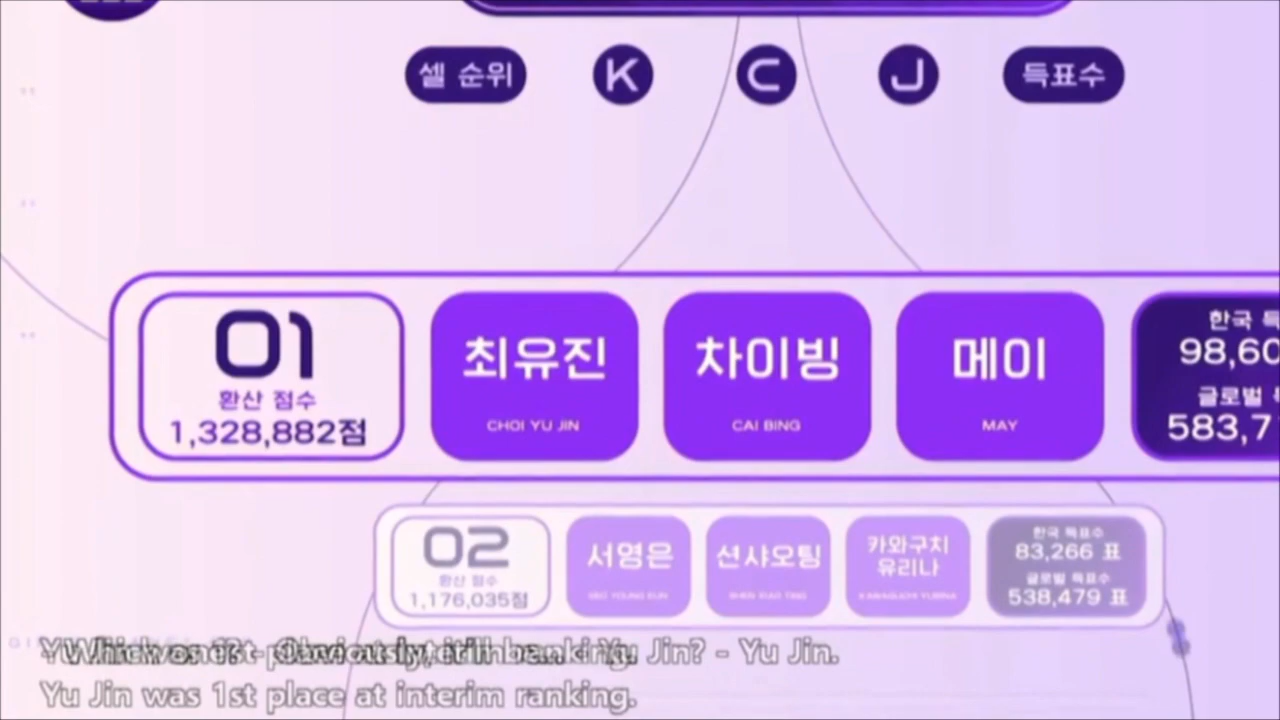 셀 순위 K C J 득표수
01
환산 점수
1,328,882점
최유진
CHOI YU JIN
차이빙
CAI BING
메이
MAY
한국
98,60
글로벌
583,7
02
환산 점수
1,176,035점
서영은
SEO YOUNG EUN
션샤오팅
SHEN XIAO TING
카와구치
유리나
KAWAGUCHI YURINA
한국 득표수
83,266 표
글로벌 득표수
538,479 표
Jin? - Yu Jin.
Yu Jin was 1st place at interim ranking.